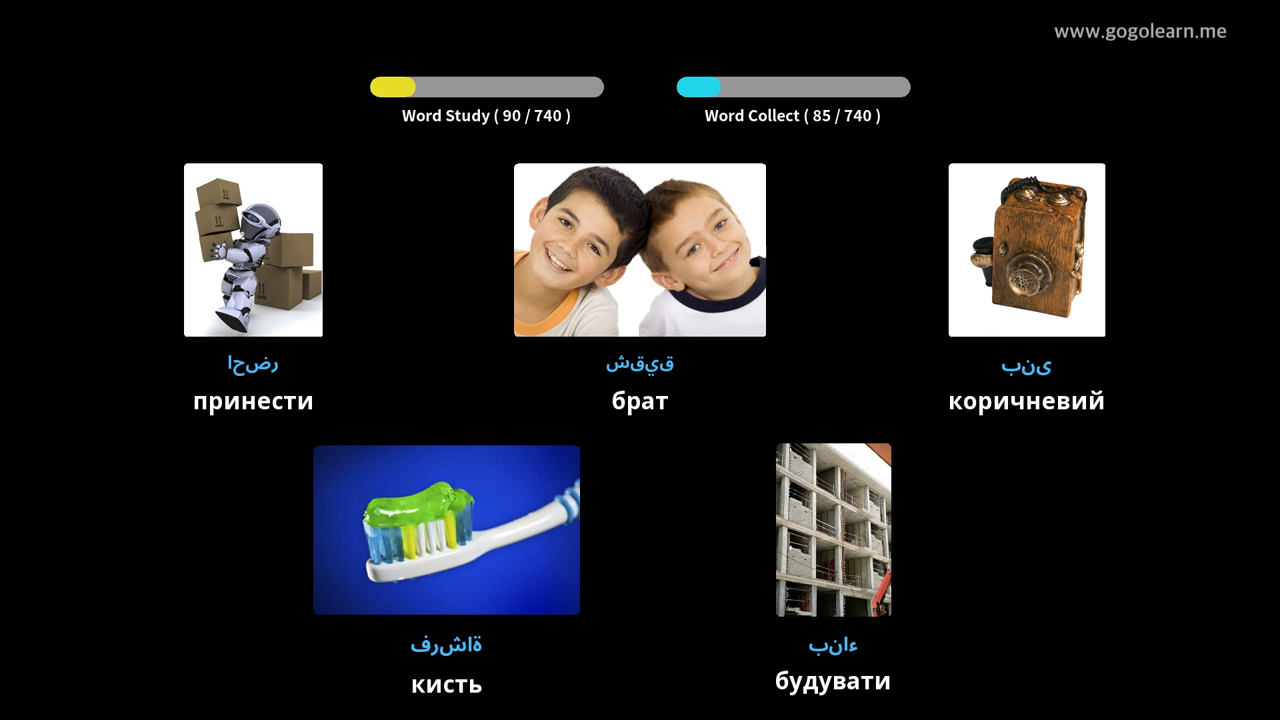 www.gogolearn.me
Word Study ( 90 / 740 )
Word Collect ( 85 / 740 )
احضر
شقيق
بنى
принести
брат
коричневий
فرشاة
بناء
кисть
будувати